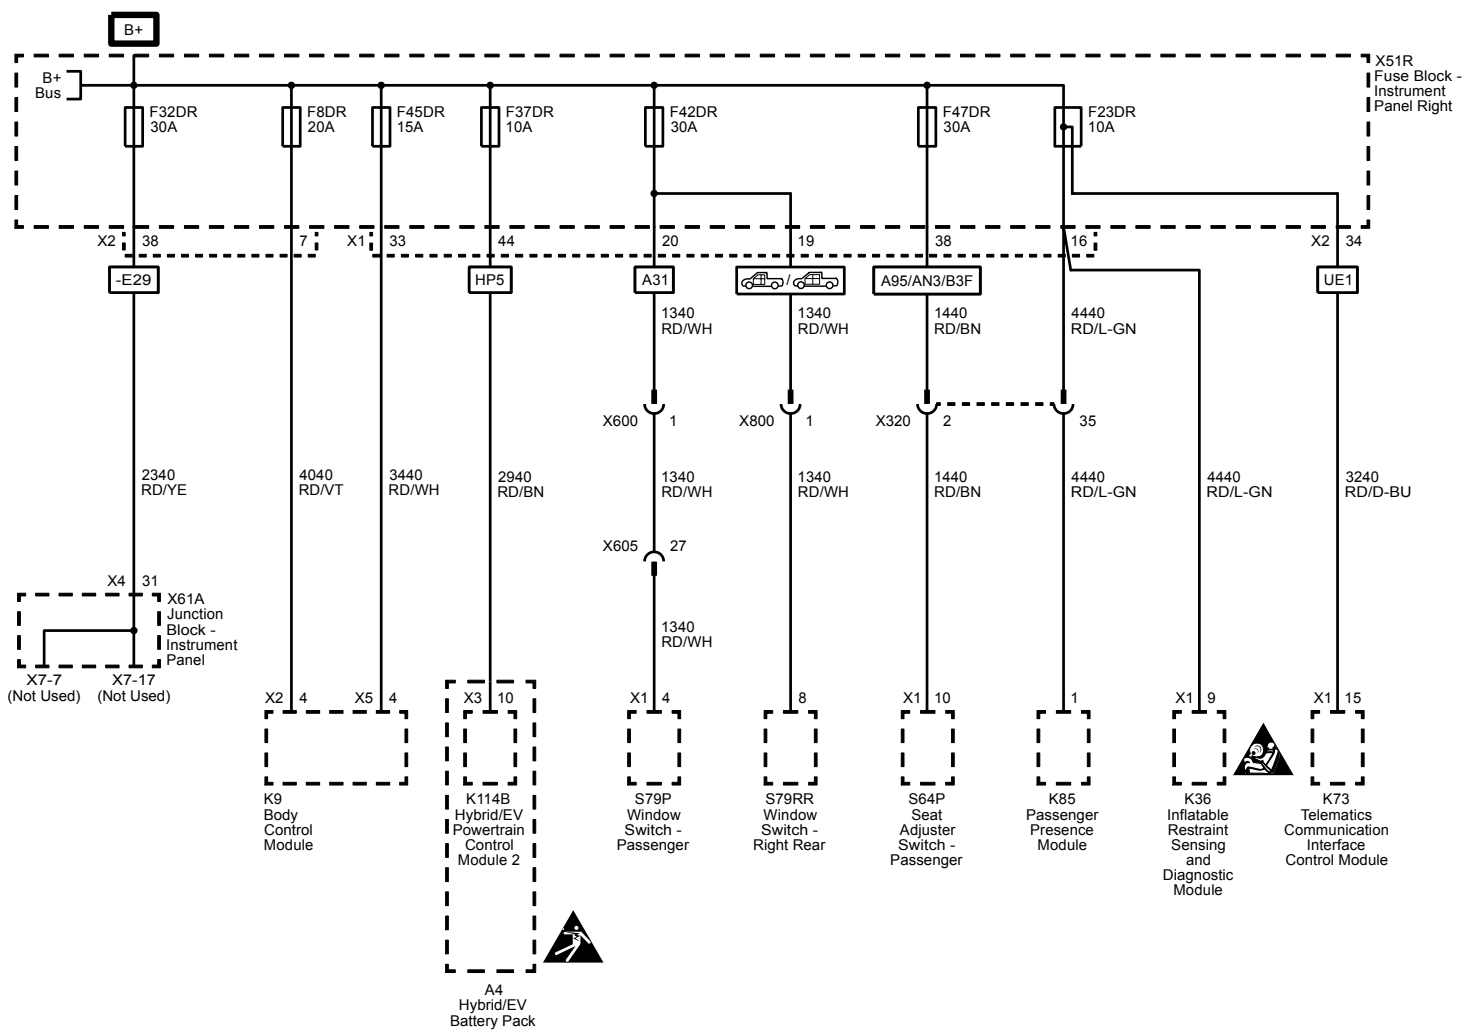 B+
B+
Bus
X51R
Fuse Block -
Instrument
Panel Right
F32DR
30A
F8DR
20A
F45DR
15A
F37DR
10A
F42DR
30A
F47DR
30A
F23DR
10A
X2 38
7
X1 33
44
20
19
38
16
X2 34
-E29
HP5
A31
/
A95/AN3/B3F
UE1
1340
RD/WH
1340
RD/WH
1440
RD/BN
4440
RD/L-GN
X600 1
X800 1
X320 2
35
2340
RD/YE
4040
RD/VT
3440
RD/WH
2940
RD/BN
1340
RD/WH
1340
RD/WH
1440
RD/BN
4440
RD/L-GN
4440
RD/L-GN
3240
RD/D-BU
X605 27
X4 31
X61A
Junction
Block -
Instrument
Panel
1340
RD/WH
X7-7
(Not Used)
X7-17
(Not Used)
X2 4
X5 4
X3 10
X1 4
8
X1 10
1
X1 9
X1 15
K9
Body
Control
Module
K114B
Hybrid/EV
Powertrain
Control
Module 2
S79P
Window
Switch -
Passenger
S79RR
Window
Switch -
Right Rear
S64P
Seat
Adjuster
Switch -
Passenger
K85
Passenger
Presence
Module
K36
Inflatable
Restraint
Sensing
and
Diagnostic
Module
K73
Telematics
Communication
Interface
Control Module
A4
Hybrid/EV
Battery Pack